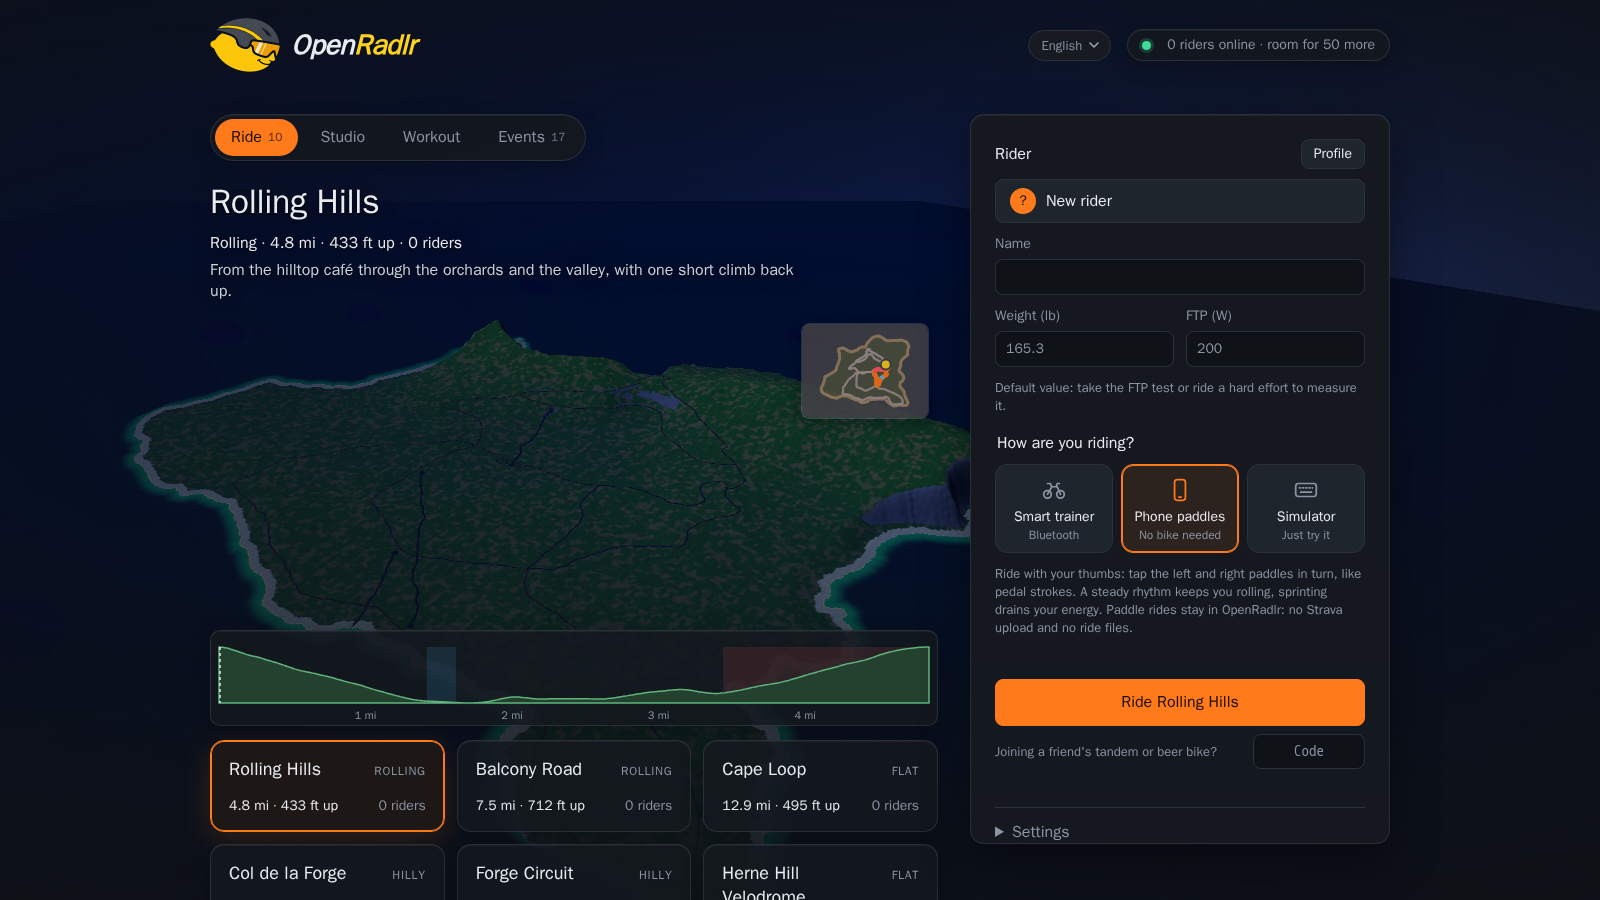 OpenRadlr
English
0 riders online · room for 50 more
Ride 10
Studio
Workout
Events 17
Rolling Hills
Rolling · 4.8 mi · 433 ft up · 0 riders
From the hilltop café through the orchards and the valley, with one short climb back
up.
1 mi
2 mi
3 mi
4 mi
Rolling Hills
ROLLING
4.8 mi · 433 ft up
0 riders
Balcony Road
ROLLING
7.5 mi · 712 ft up
0 riders
Cape Loop
FLAT
12.9 mi · 495 ft up
0 riders
Col de la Forge
HILLY
Forge Circuit
HILLY
Herne Hill
Velodrome
FLAT
Rider
Profile
?
New rider
Name
Weight (lb)
FTP (W)
165.3
200
Default value: take the FTP test or ride a hard effort to measure
it.
How are you riding?
Smart trainer
Bluetooth
Phone paddles
No bike needed
Simulator
Just try it
Ride with your thumbs: tap the left and right paddles in turn, like
pedal strokes. A steady rhythm keeps you rolling, sprinting
drains your energy. Paddle rides stay in OpenRadlr: no Strava
upload and no ride files.
Ride Rolling Hills
Joining a friend's tandem or beer bike?
Code
Settings